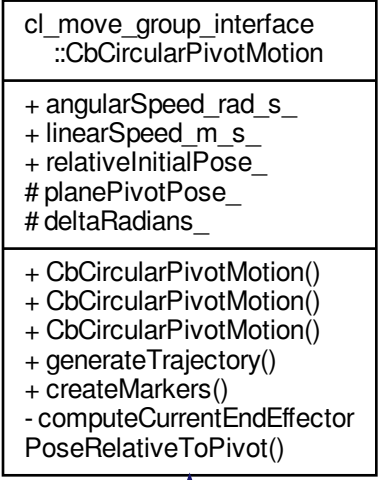 cl_move_group_interface
::CbCircularPivotMotion
+ angularSpeed_rad_s_
+ linearSpeed_m_s_
+ relativeInitialPose_
# planePivotPose_
# deltaRadians_
+ CbCircularPivotMotion()
+ CbCircularPivotMotion()
+ CbCircularPivotMotion()
+ generateTrajectory()
+ createMarkers()
- computeCurrentEndEffector
PoseRelativeToPivot()